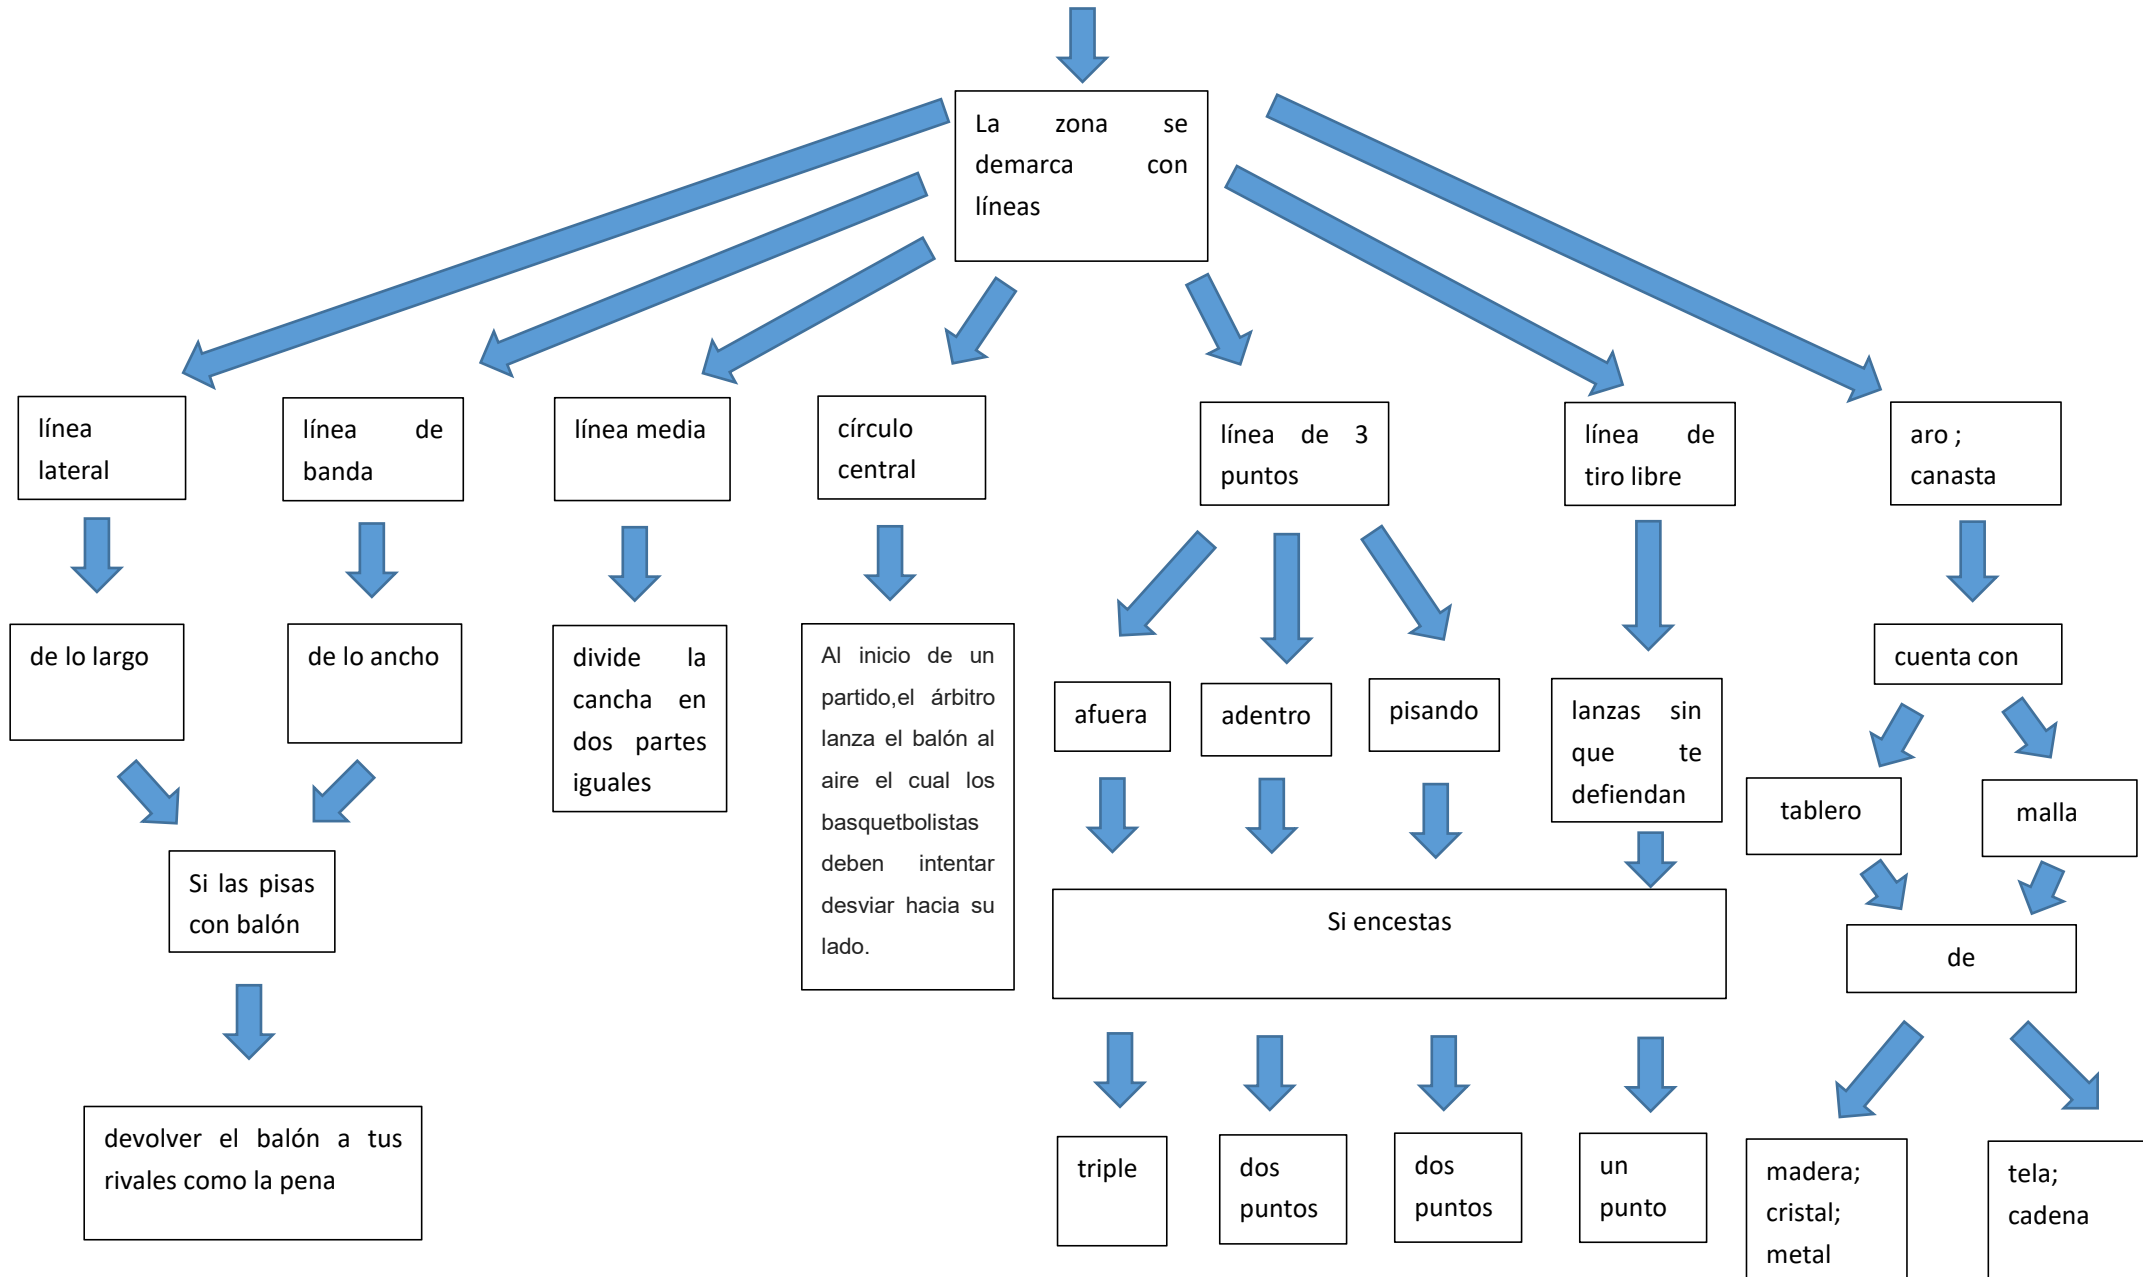 La zona se
demarca con
líneas
línea
lateral
línea de
banda
línea media
círculo
central
línea de 3
puntos
línea de
tiro libre
aro ;
canasta
de lo largo
de lo ancho
divide la
cancha en
dos partes
iguales
Al inicio de un
partido,el árbitro
lanza el balón al
aire el cual los
basquetbolistas
deben intentar
desviar hacia su
lado.
afuera
adentro
pisando
lanzas sin
que te
defiendan
cuenta con
tablero
malla
Si las pisas
con balón
Si encestas
de
devolver el balón a tus
rivales como la pena
triple
dos
puntos
dos
puntos
un
punto
madera;
cristal;
metal
tela;
cadena